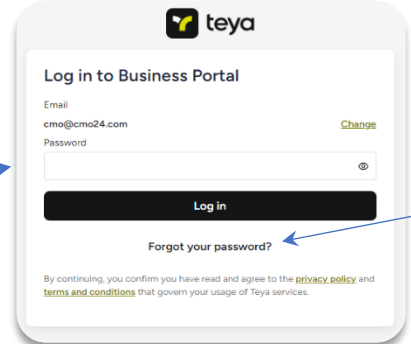 teya
Log in to Business Portal
Email
cmo@cmo24.com Change
Password
Log in
Forgot your password?
By continuing, you confirm you have read and agree to the privacy policy and
terms and conditions that govern your usage of Teya services.